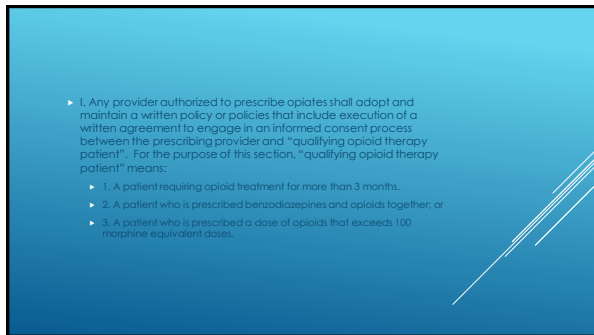 I. Any provider authorized to prescribe opiates shall adopt and
maintain a written policy or policies that include execution of a
written agreement to engage in an informed consent process
between the prescribing provider and “qualifying opioid therapy
patient”.  For the purpose of this section, “qualifying opioid therapy
patient” means:
1. A patient requiring opioid treatment for more than 3 months.
2. A patient who is prescribed benzodiazepines and opioids together; or
3. A patient who is prescribed a dose of opioids that exceeds 100
morphine equivalent doses.